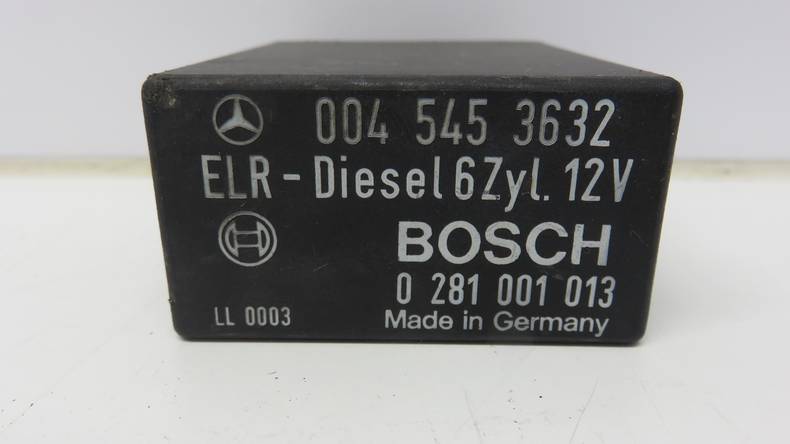 004 545 3632
ELR - Diesel 6Zyl. 12V
BOSCH
0 281 001 013
LL 0003
Made in Germany